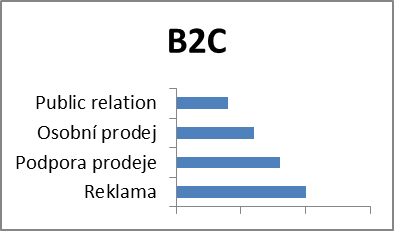 B2C
Public relation
Osobní prodej
Podpora prodeje
Reklama